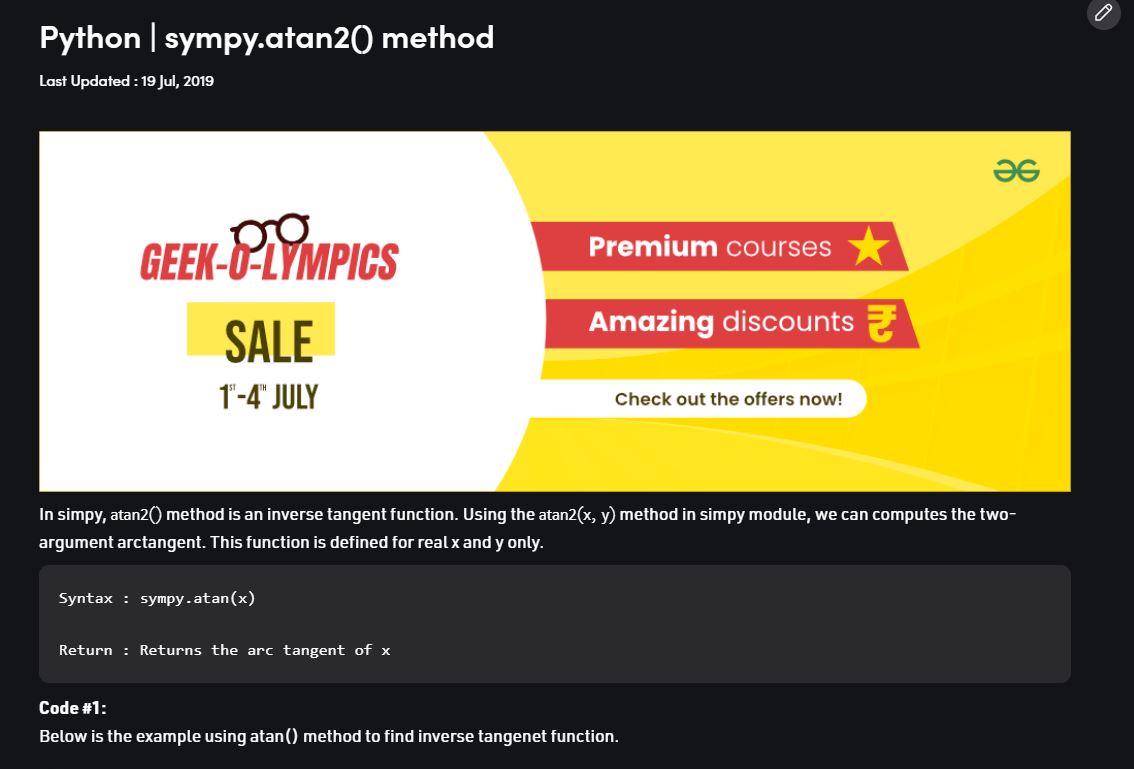 Python | sympy.atan2() method
Last Updated : 19 Jul, 2019
GEEK-O-LYMPICS
SALE
1ST-4TH JULY
Premium courses
Amazing discounts ₹
Check out the offers now!
In simpy, atan2() method is an inverse tangent function. Using the atan2(x, y) method in simpy module, we can computes the two-
argument arctangent. This function is defined for real x and y only.
Syntax : sympy.atan(x)
Return : Returns the arc tangent of x
Code #1:
Below is the example using atan() method to find inverse tangenet function.